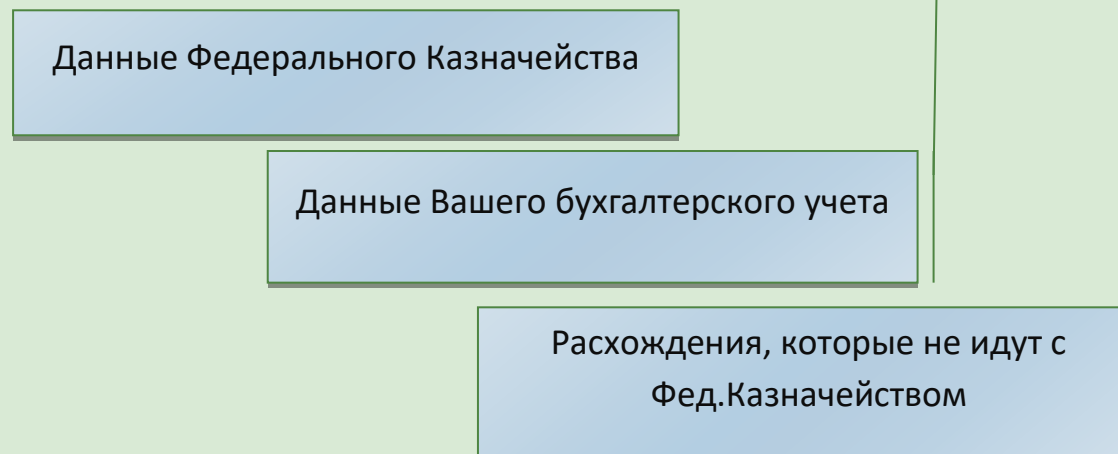 Данные Федерального Казначейства
Данные Вашего бухгалтерского учета
Расхождения, которые не идут с
Фед.Казначейством